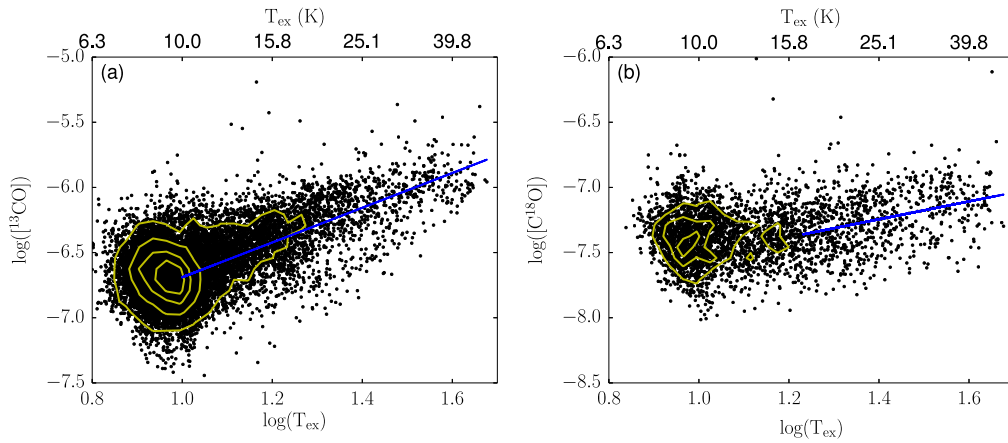 T_ex (K)
6.3 10.0 15.8 25.1 39.8
(a)
−5.0
−5.5
−6.0
−6.5
−7.0
−7.5
log([¹³CO])
0.8 1.0 1.2 1.4 1.6
log(T_ex)
T_ex (K)
6.3 10.0 15.8 25.1 39.8
(b)
−6.0
−6.5
−7.0
−7.5
−8.0
−8.5
log([C¹⁸O])
0.8 1.0 1.2 1.4 1.6
log(T_ex)